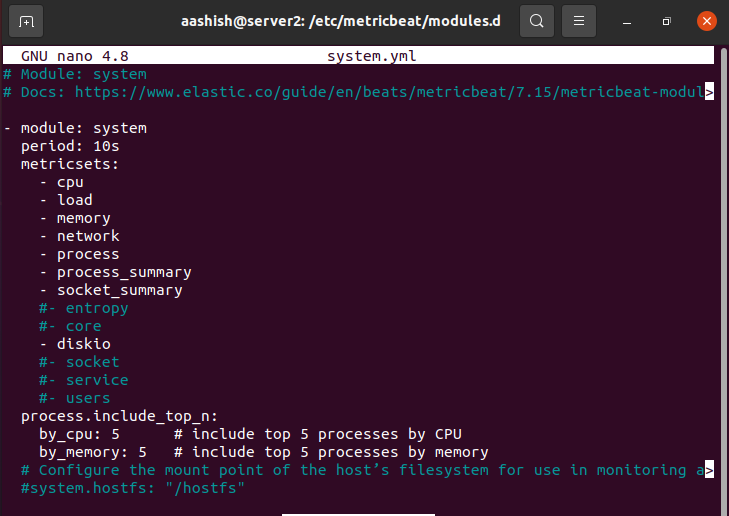 aashish@server2: /etc/metricbeat/modules.d
GNU nano 4.8 system.yml
# Module: system
# Docs: https://www.elastic.co/guide/en/beats/metricbeat/7.15/metricbeat-modul>
- module: system
  period: 10s
  metricsets:
    - cpu
    - load
    - memory
    - network
    - process
    - process_summary
    - socket_summary
    #- entropy
    #- core
    - diskio
    #- socket
    #- service
    #- users
  process.include_top_n:
    by_cpu: 5      # include top 5 processes by CPU
    by_memory: 5   # include top 5 processes by memory
  # Configure the mount point of the host’s filesystem for use in monitoring a>
  #system.hostfs: "/hostfs"